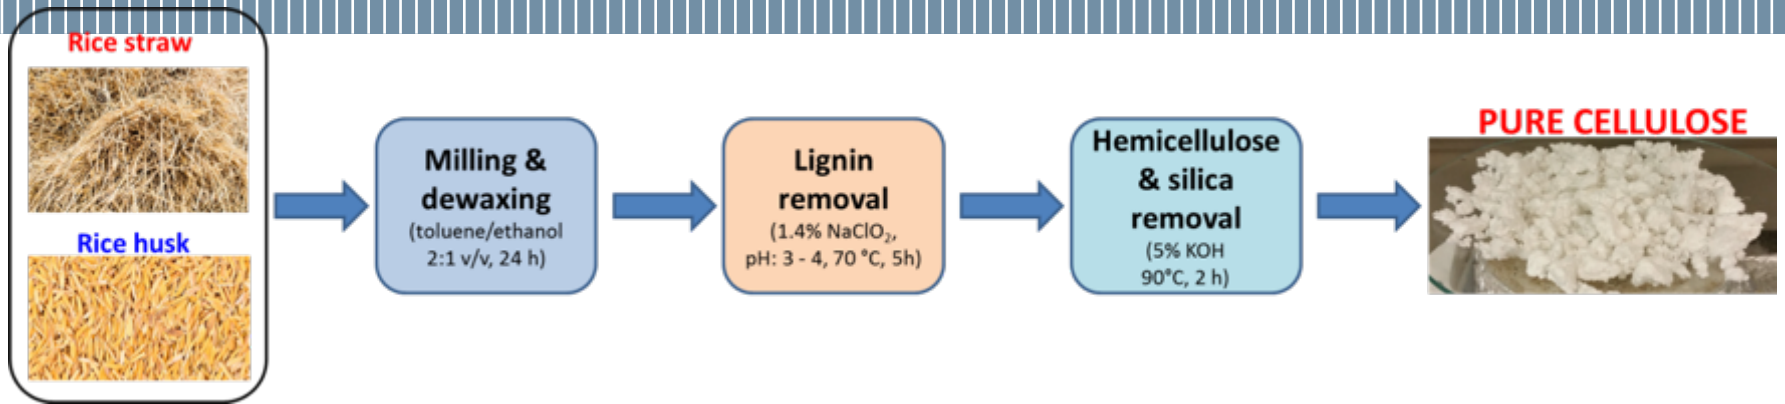 Rice straw
Rice husk
Milling &
dewaxing
(toluene/ethanol
2:1 v/v, 24 h)
Lignin
removal
(1.4% NaClO₂,
pH: 3 - 4, 70 °C, 5h)
Hemicellulose
& silica
removal
(5% KOH
90°C, 2 h)
PURE CELLULOSE